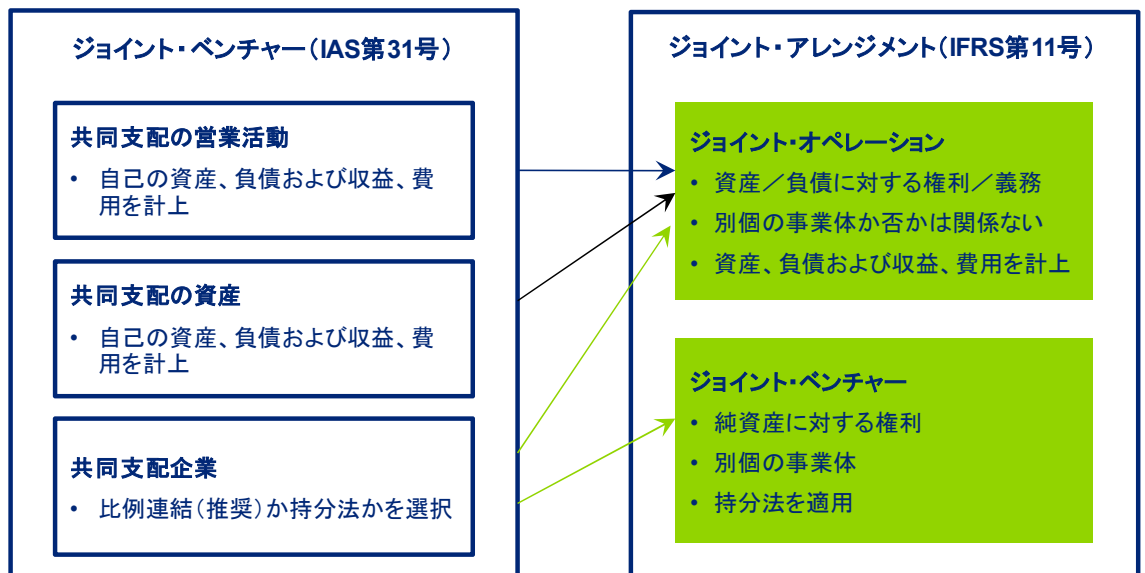 ジョイント・ベンチャー(IAS第31号)
共同支配の営業活動
• 自己の資産、負債および収益、費
用を計上
共同支配の資産
• 自己の資産、負債および収益、費
用を計上
共同支配企業
• 比例連結(推奨)か持分法かを選択
ジョイント・アレンジメント(IFRS第11号)
ジョイント・オペレーション
• 資産/負債に対する権利/義務
• 別個の事業体か否かは関係ない
• 資産、負債および収益、費用を計上
ジョイント・ベンチャー
• 純資産に対する権利
• 別個の事業体
• 持分法を適用